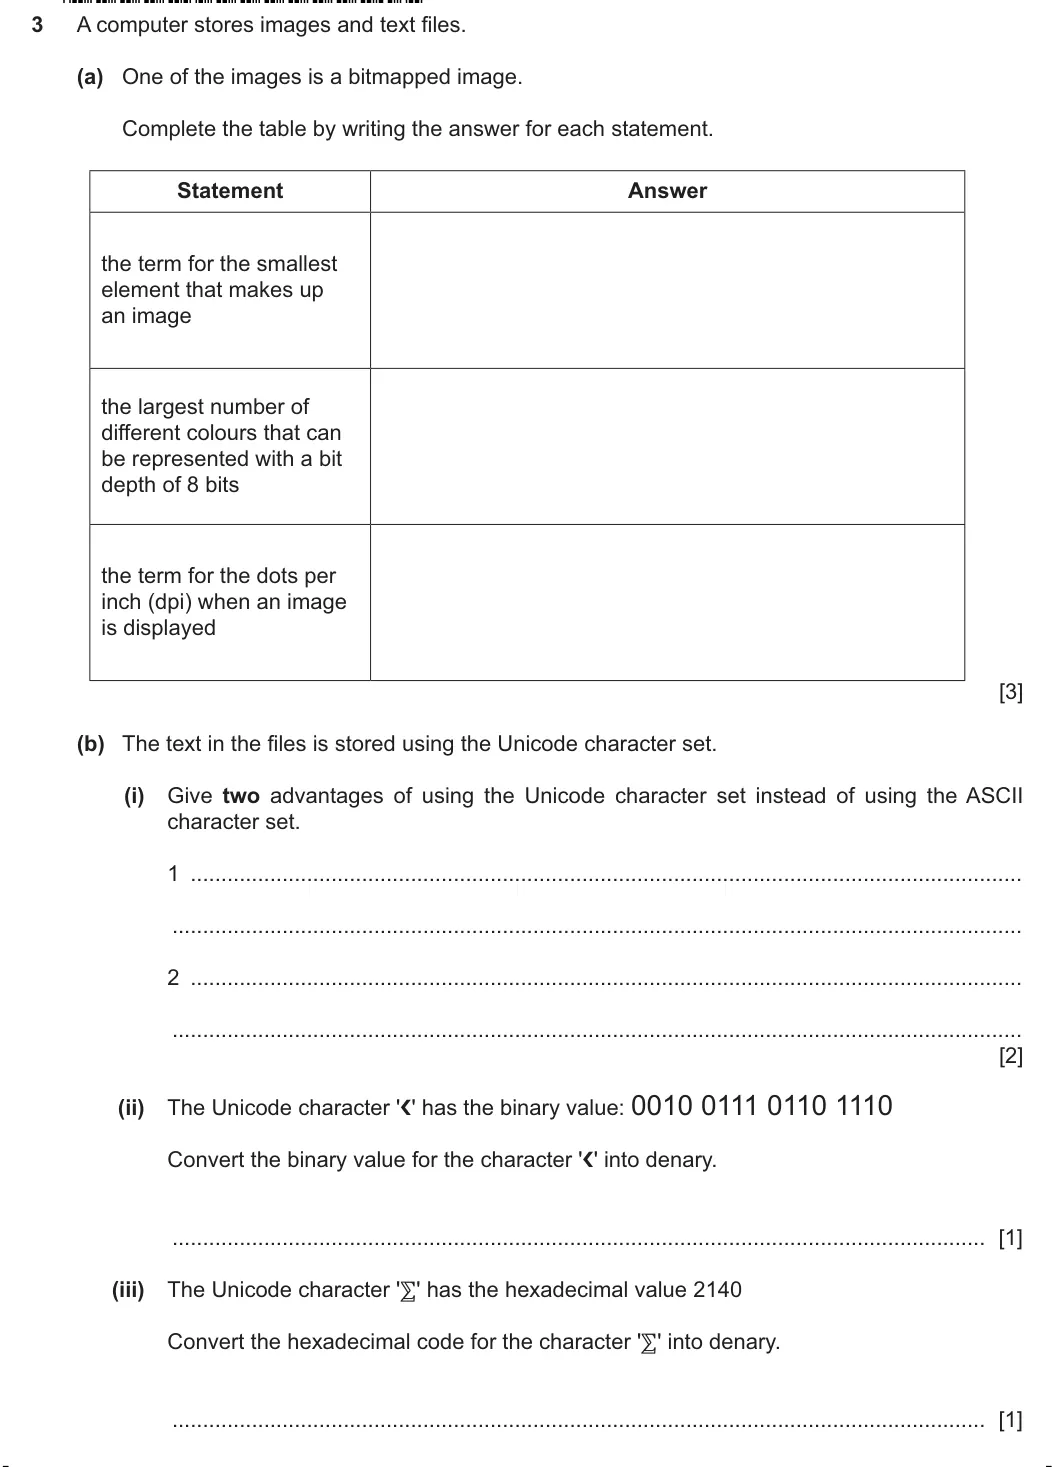 3 A computer stores images and text files.
(a) One of the images is a bitmapped image.
Complete the table by writing the answer for each statement.
Statement Answer
the term for the smallest
element that makes up
an image
the largest number of
different colours that can
be represented with a bit
depth of 8 bits
the term for the dots per
inch (dpi) when an image
is displayed
[3]
(b) The text in the files is stored using the Unicode character set.
(i) Give two advantages of using the Unicode character set instead of using the ASCII
character set.
1 ........................................................................................................................................
...........................................................................................................................................
2 ........................................................................................................................................
...........................................................................................................................................
[2]
(ii) The Unicode character '❮' has the binary value: 0010 0111 0110 1110
Convert the binary value for the character '❮' into denary.
..................................................................................................................................... [1]
(iii) The Unicode character '⅀' has the hexadecimal value 2140
Convert the hexadecimal code for the character '⅀' into denary.
..................................................................................................................................... [1]